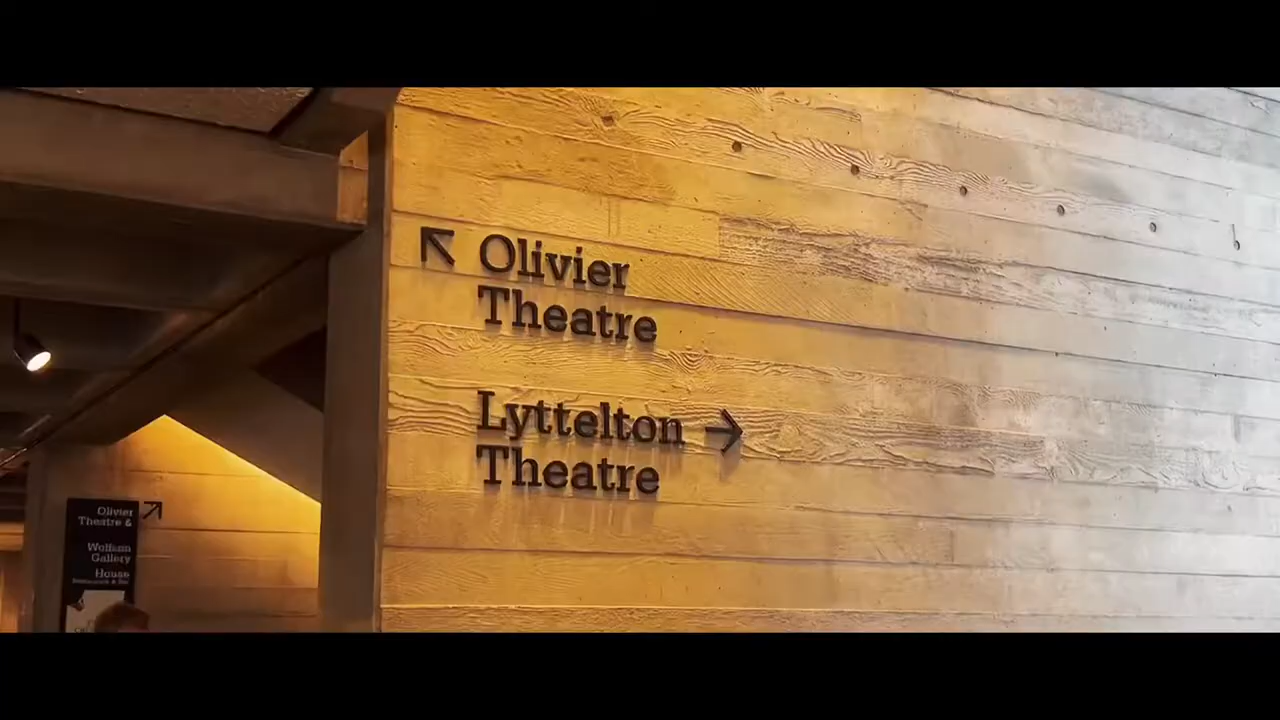 Olivier
Theatre
Lyttelton
Theatre
Olivier
Theatre &
Wolfson
Gallery
House